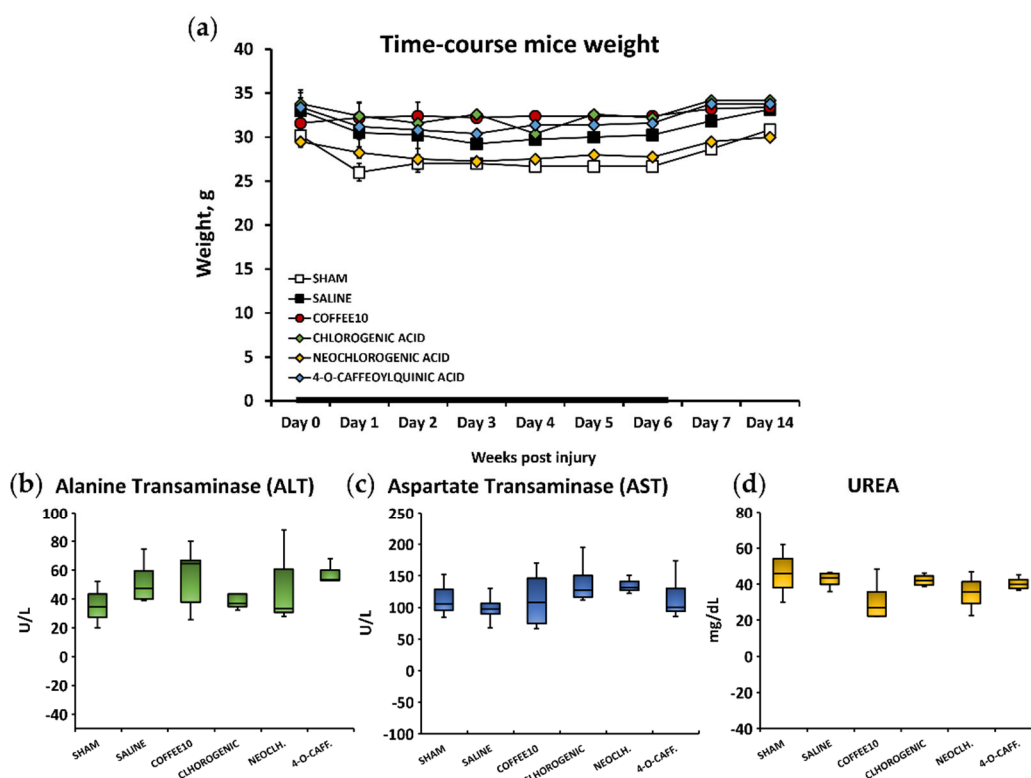 (a)
Time-course mice weight
40
35
30
25
20
15
10
5
0
Weight, g
SHAM
SALINE
COFFEE10
CHLOROGENIC ACID
NEOCHLOROGENIC ACID
4-O-CAFFEOYLQUINIC ACID
Day 0 Day 1 Day 2 Day 3 Day 4 Day 5 Day 6 Day 7 Day 14
Weeks post injury
(b) Alanine Transaminase (ALT)
100
80
60
40
20
0
-20
-40
U/L
SHAM SALINE COFFEE10 CLHOROGENIC NEOCLH. 4-O-CAFF.
(c) Aspartate Transaminase (AST)
250
200
150
100
50
0
-50
-100
U/L
SHAM SALINE COFFEE10 CLHOROGENIC NEOCLH. 4-O-CAFF.
(d) UREA
80
60
40
20
0
-20
-40
mg/dL
SHAM SALINE COFFEE10 CLHOROGENIC NEOCLH. 4-O-CAFF.